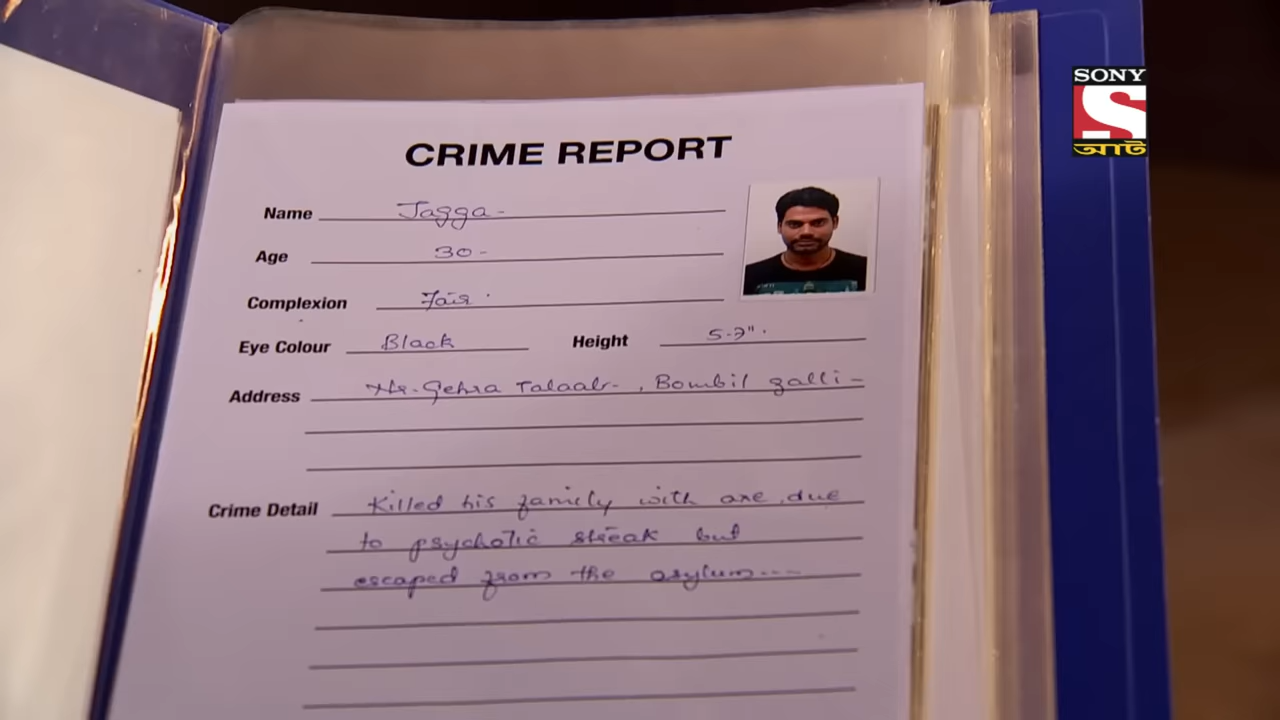 SONY
S
আট
CRIME REPORT
Name Jagga -
Age 30 -
Complexion Fair .
Eye Colour Black Height 5-7".
Address Nr. Gehra Talaab - , Bombil galli -
Crime Detail Killed his family with axe due
to psychotic streak but
escaped from the asylum ---